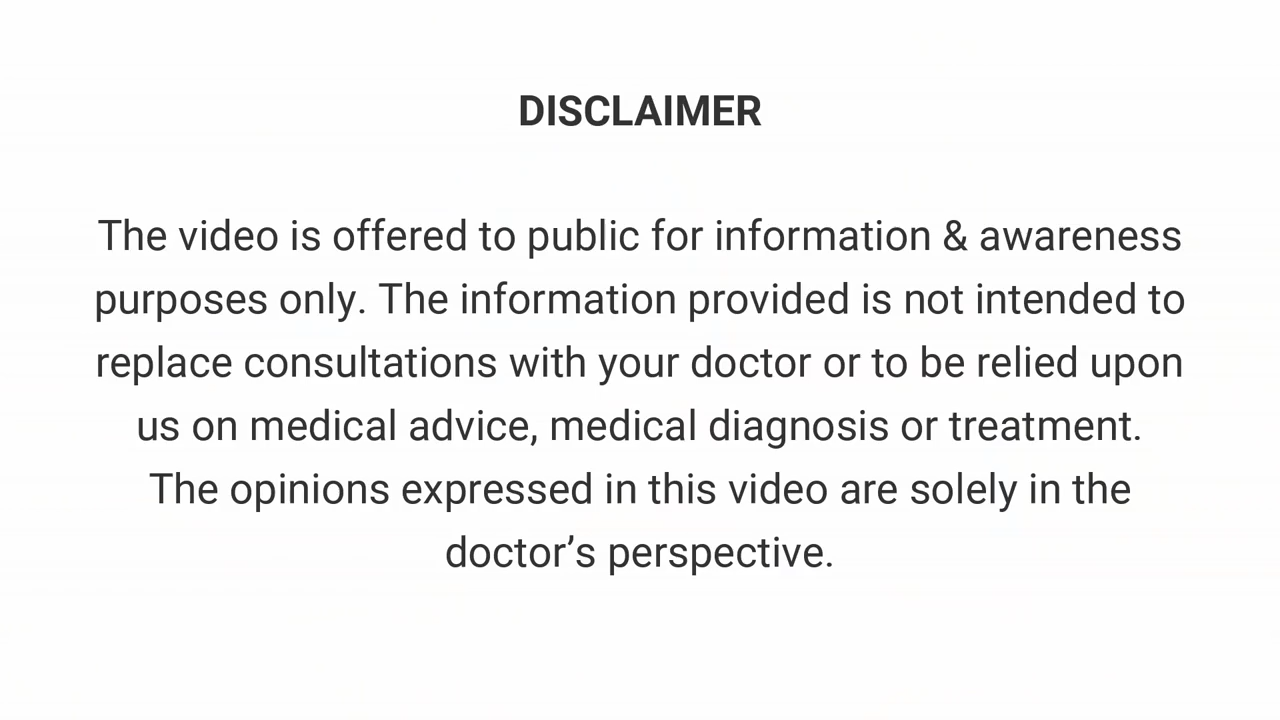 DISCLAIMER
The video is offered to public for information & awareness
purposes only. The information provided is not intended to
replace consultations with your doctor or to be relied upon
us on medical advice, medical diagnosis or treatment.
The opinions expressed in this video are solely in the
doctor’s perspective.